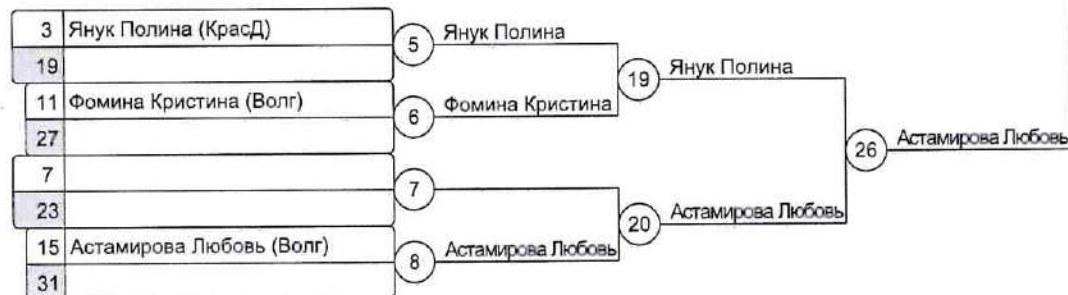 3 Янук Полина (КрасД)
19
11 Фомина Кристина (Волг)
27
7
23
15 Астамирова Любовь (Волг)
31
5 Янук Полина
6 Фомина Кристина
7
8 Астамирова Любовь
19 Янук Полина
20 Астамирова Любовь
26 Астамирова Любовь